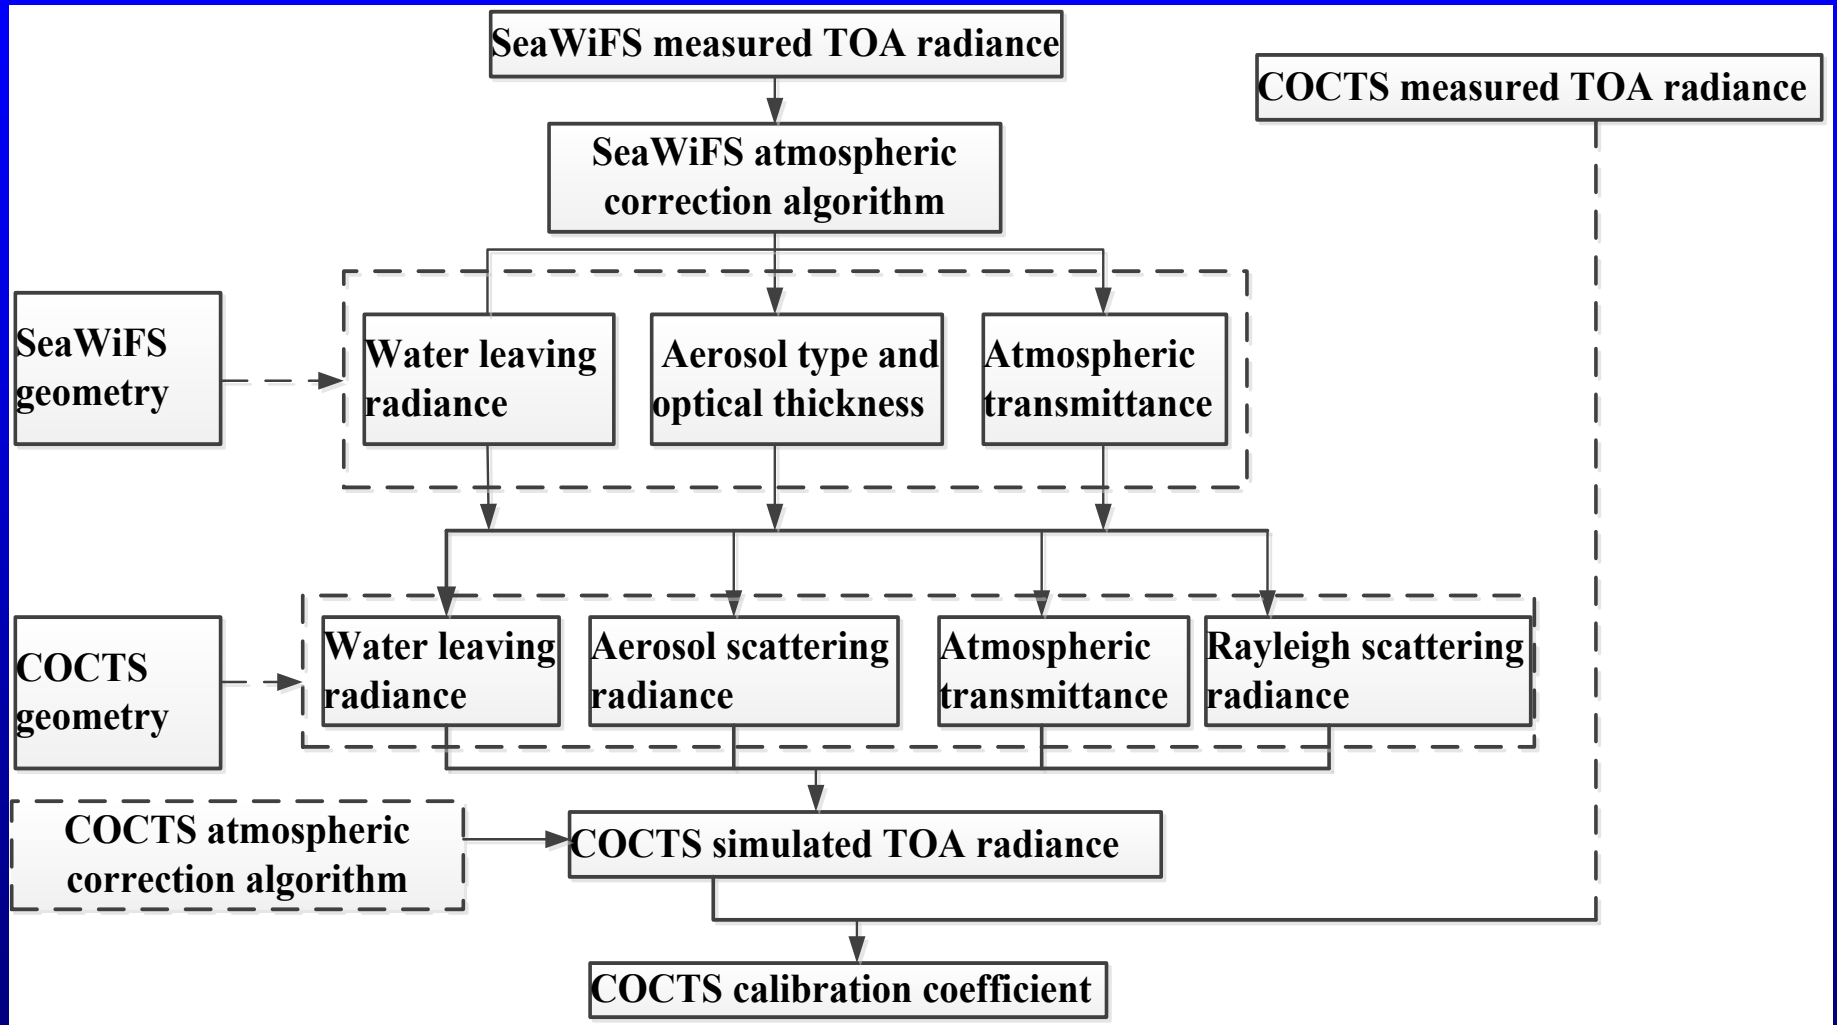 SeaWiFS measured TOA radiance
COCTS measured TOA radiance
SeaWiFS atmospheric
correction algorithm
SeaWiFS
geometry
Water leaving
radiance
Aerosol type and
optical thickness
Atmospheric
transmittance
COCTS
geometry
Water leaving
radiance
Aerosol scattering
radiance
Atmospheric
transmittance
Rayleigh scattering
radiance
COCTS atmospheric
correction algorithm
COCTS simulated TOA radiance
COCTS calibration coefficient